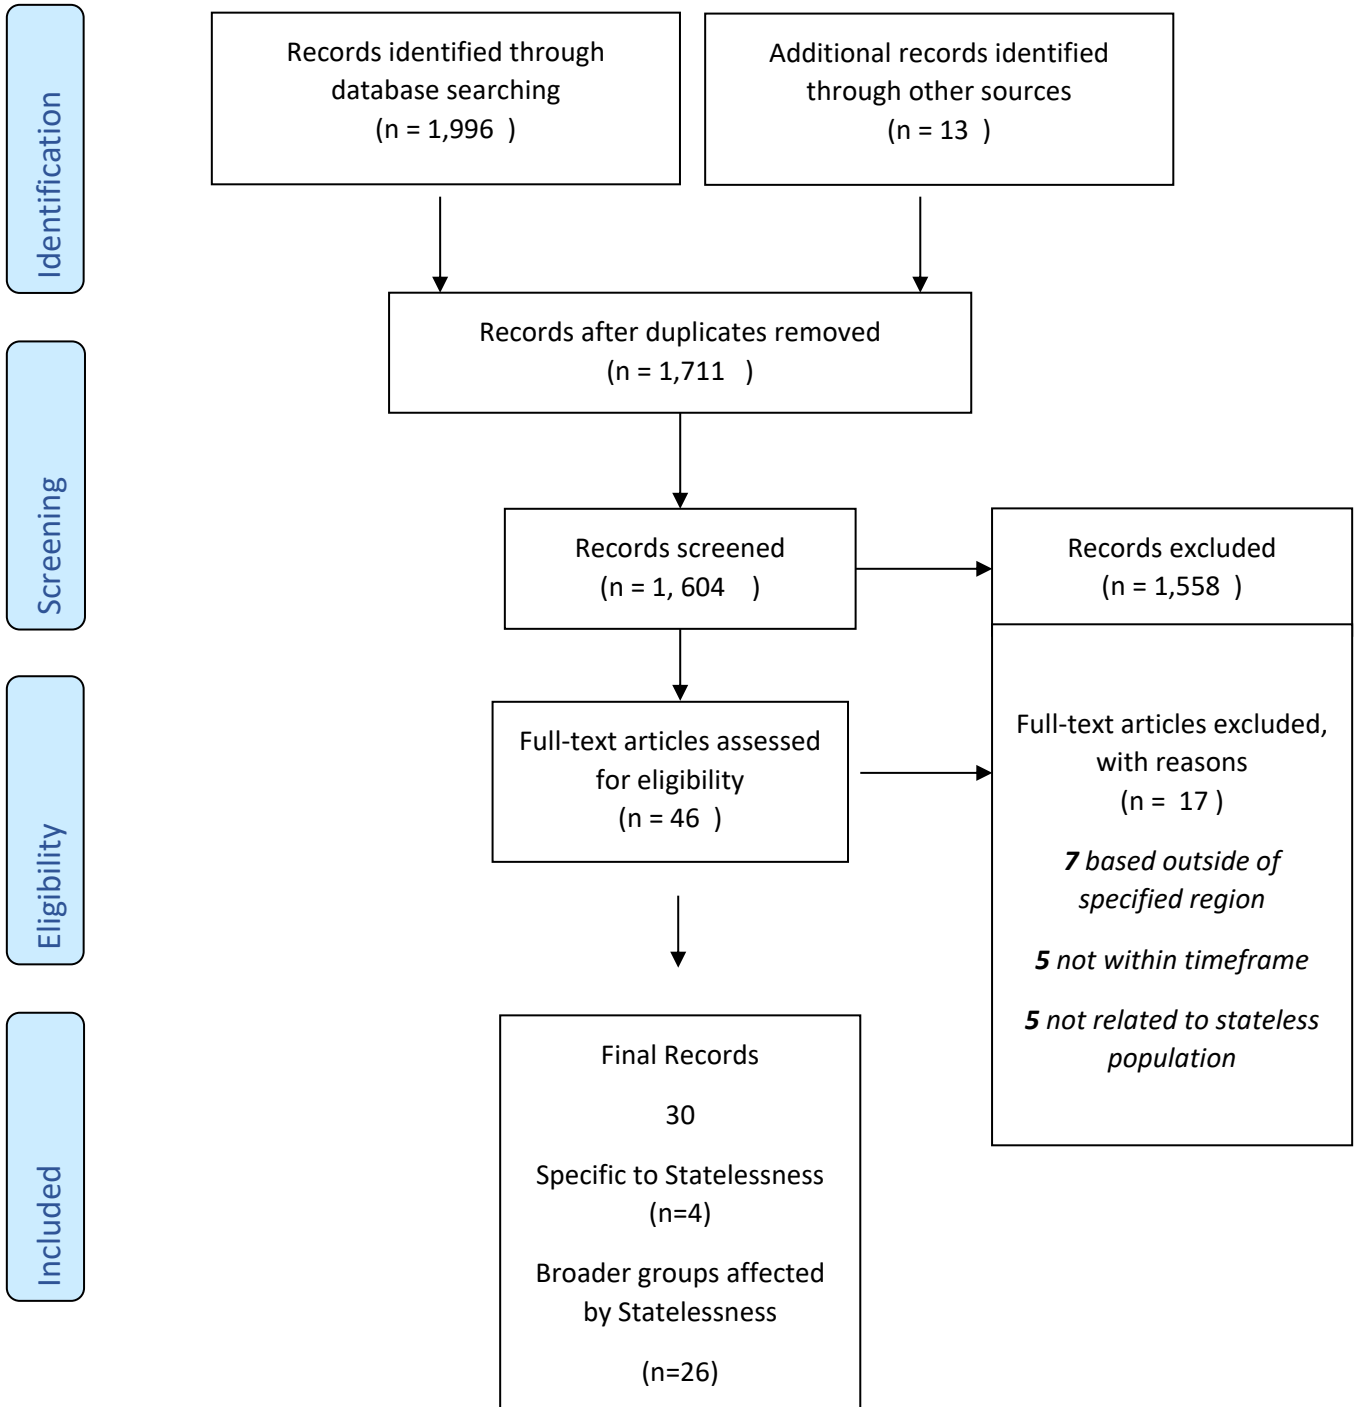 Identification
Records identified through
database searching
(n = 1,996  )
Additional records identified
through other sources
(n = 13  )
Records after duplicates removed
(n = 1,711   )
Screening
Records screened
(n = 1, 604    )
Records excluded
(n = 1,558  )
Eligibility
Full-text articles assessed
for eligibility
(n = 46  )
Full-text articles excluded,
with reasons
(n =  17 )
7 based outside of
specified region
5 not within timeframe
5 not related to stateless
population
Included
Final Records
30
Specific to Statelessness
(n=4)
Broader groups affected
by Statelessness
(n=26)